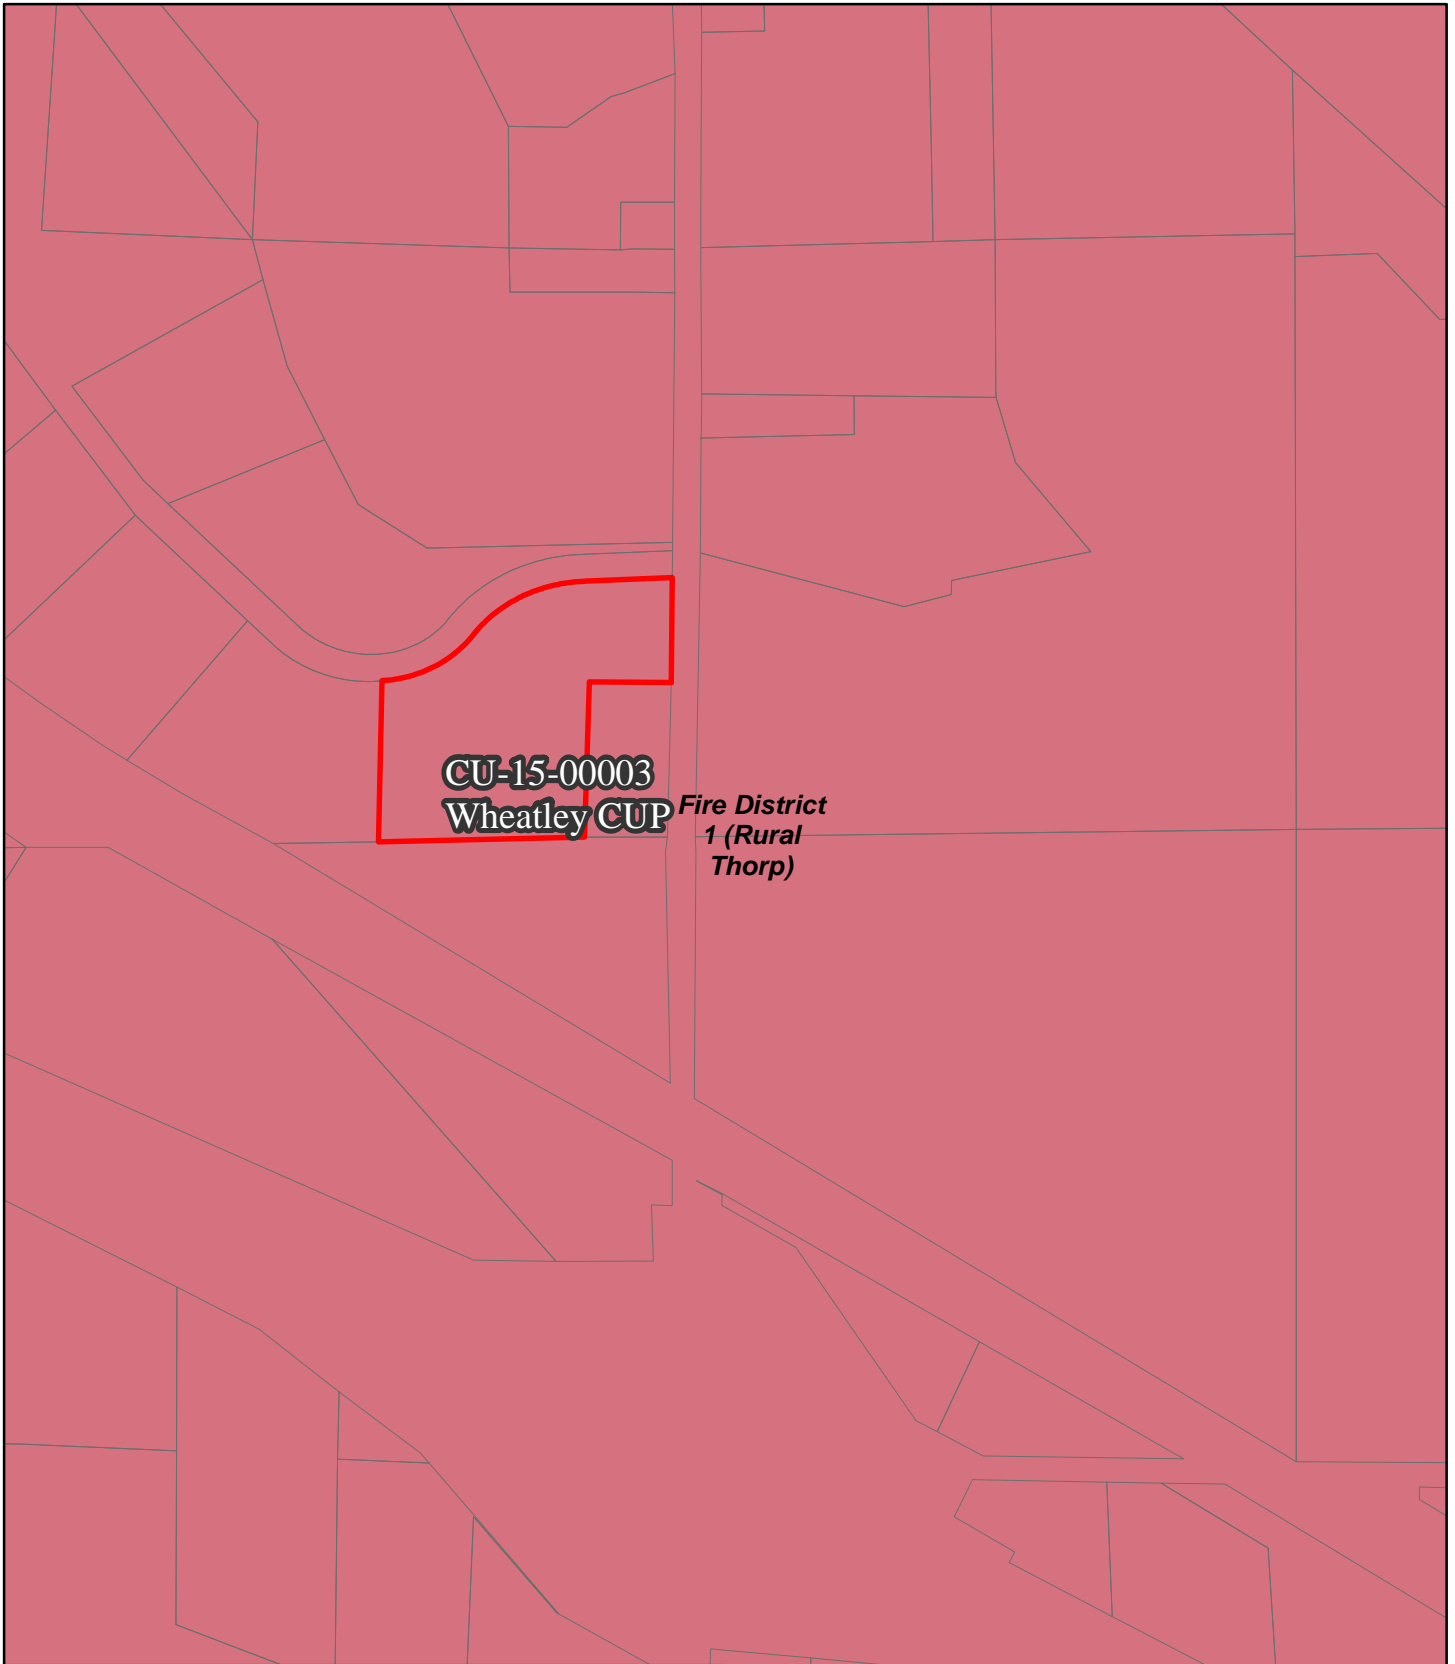 CU-15-00003
Wheatley CUP
Fire District
1 (Rural
Thorp)